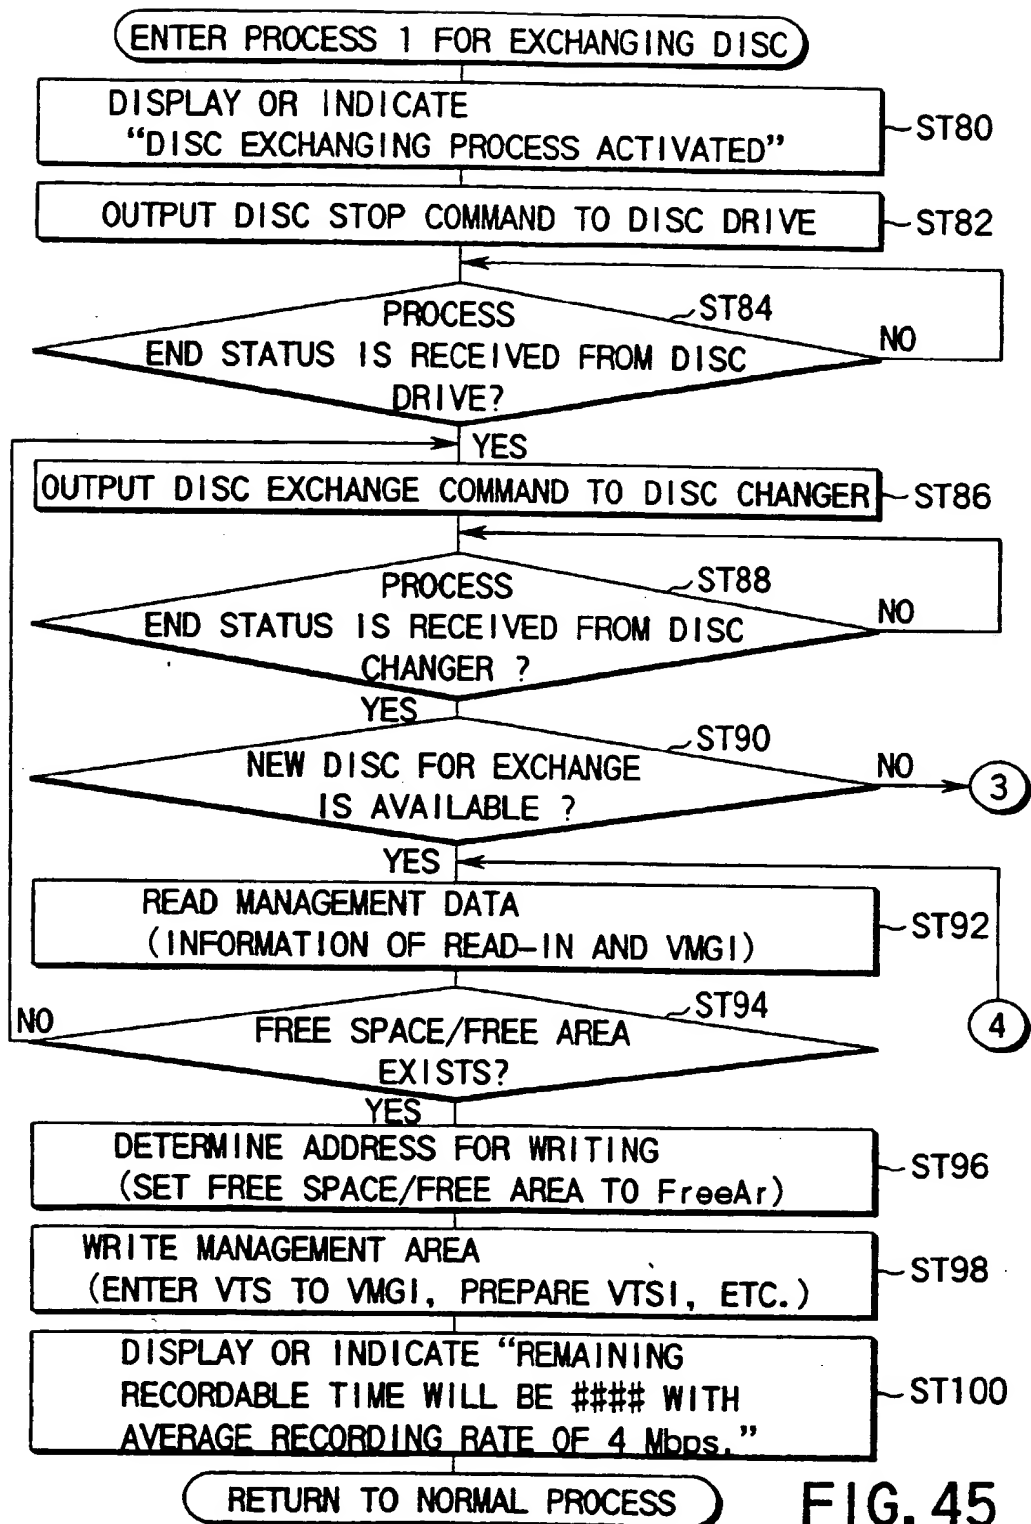 ENTER PROCESS 1 FOR EXCHANGING DISC
DISPLAY OR INDICATE
“DISC EXCHANGING PROCESS ACTIVATED”
ST80
OUTPUT DISC STOP COMMAND TO DISC DRIVE
ST82
PROCESS
END STATUS IS RECEIVED FROM DISC
DRIVE?
ST84
NO
YES
OUTPUT DISC EXCHANGE COMMAND TO DISC CHANGER
ST86
PROCESS
END STATUS IS RECEIVED FROM DISC
CHANGER ?
ST88
NO
YES
NEW DISC FOR EXCHANGE
IS AVAILABLE ?
ST90
NO
3
YES
READ MANAGEMENT DATA
(INFORMATION OF READ-IN AND VMGI)
ST92
FREE SPACE/FREE AREA
EXISTS?
ST94
NO
4
YES
DETERMINE ADDRESS FOR WRITING
(SET FREE SPACE/FREE AREA TO FreeAr)
ST96
WRITE MANAGEMENT AREA
(ENTER VTS TO VMGI, PREPARE VTSI, ETC.)
ST98
DISPLAY OR INDICATE “REMAINING
RECORDABLE TIME WILL BE #### WITH
AVERAGE RECORDING RATE OF 4 Mbps.”
ST100
RETURN TO NORMAL PROCESS
FIG. 45